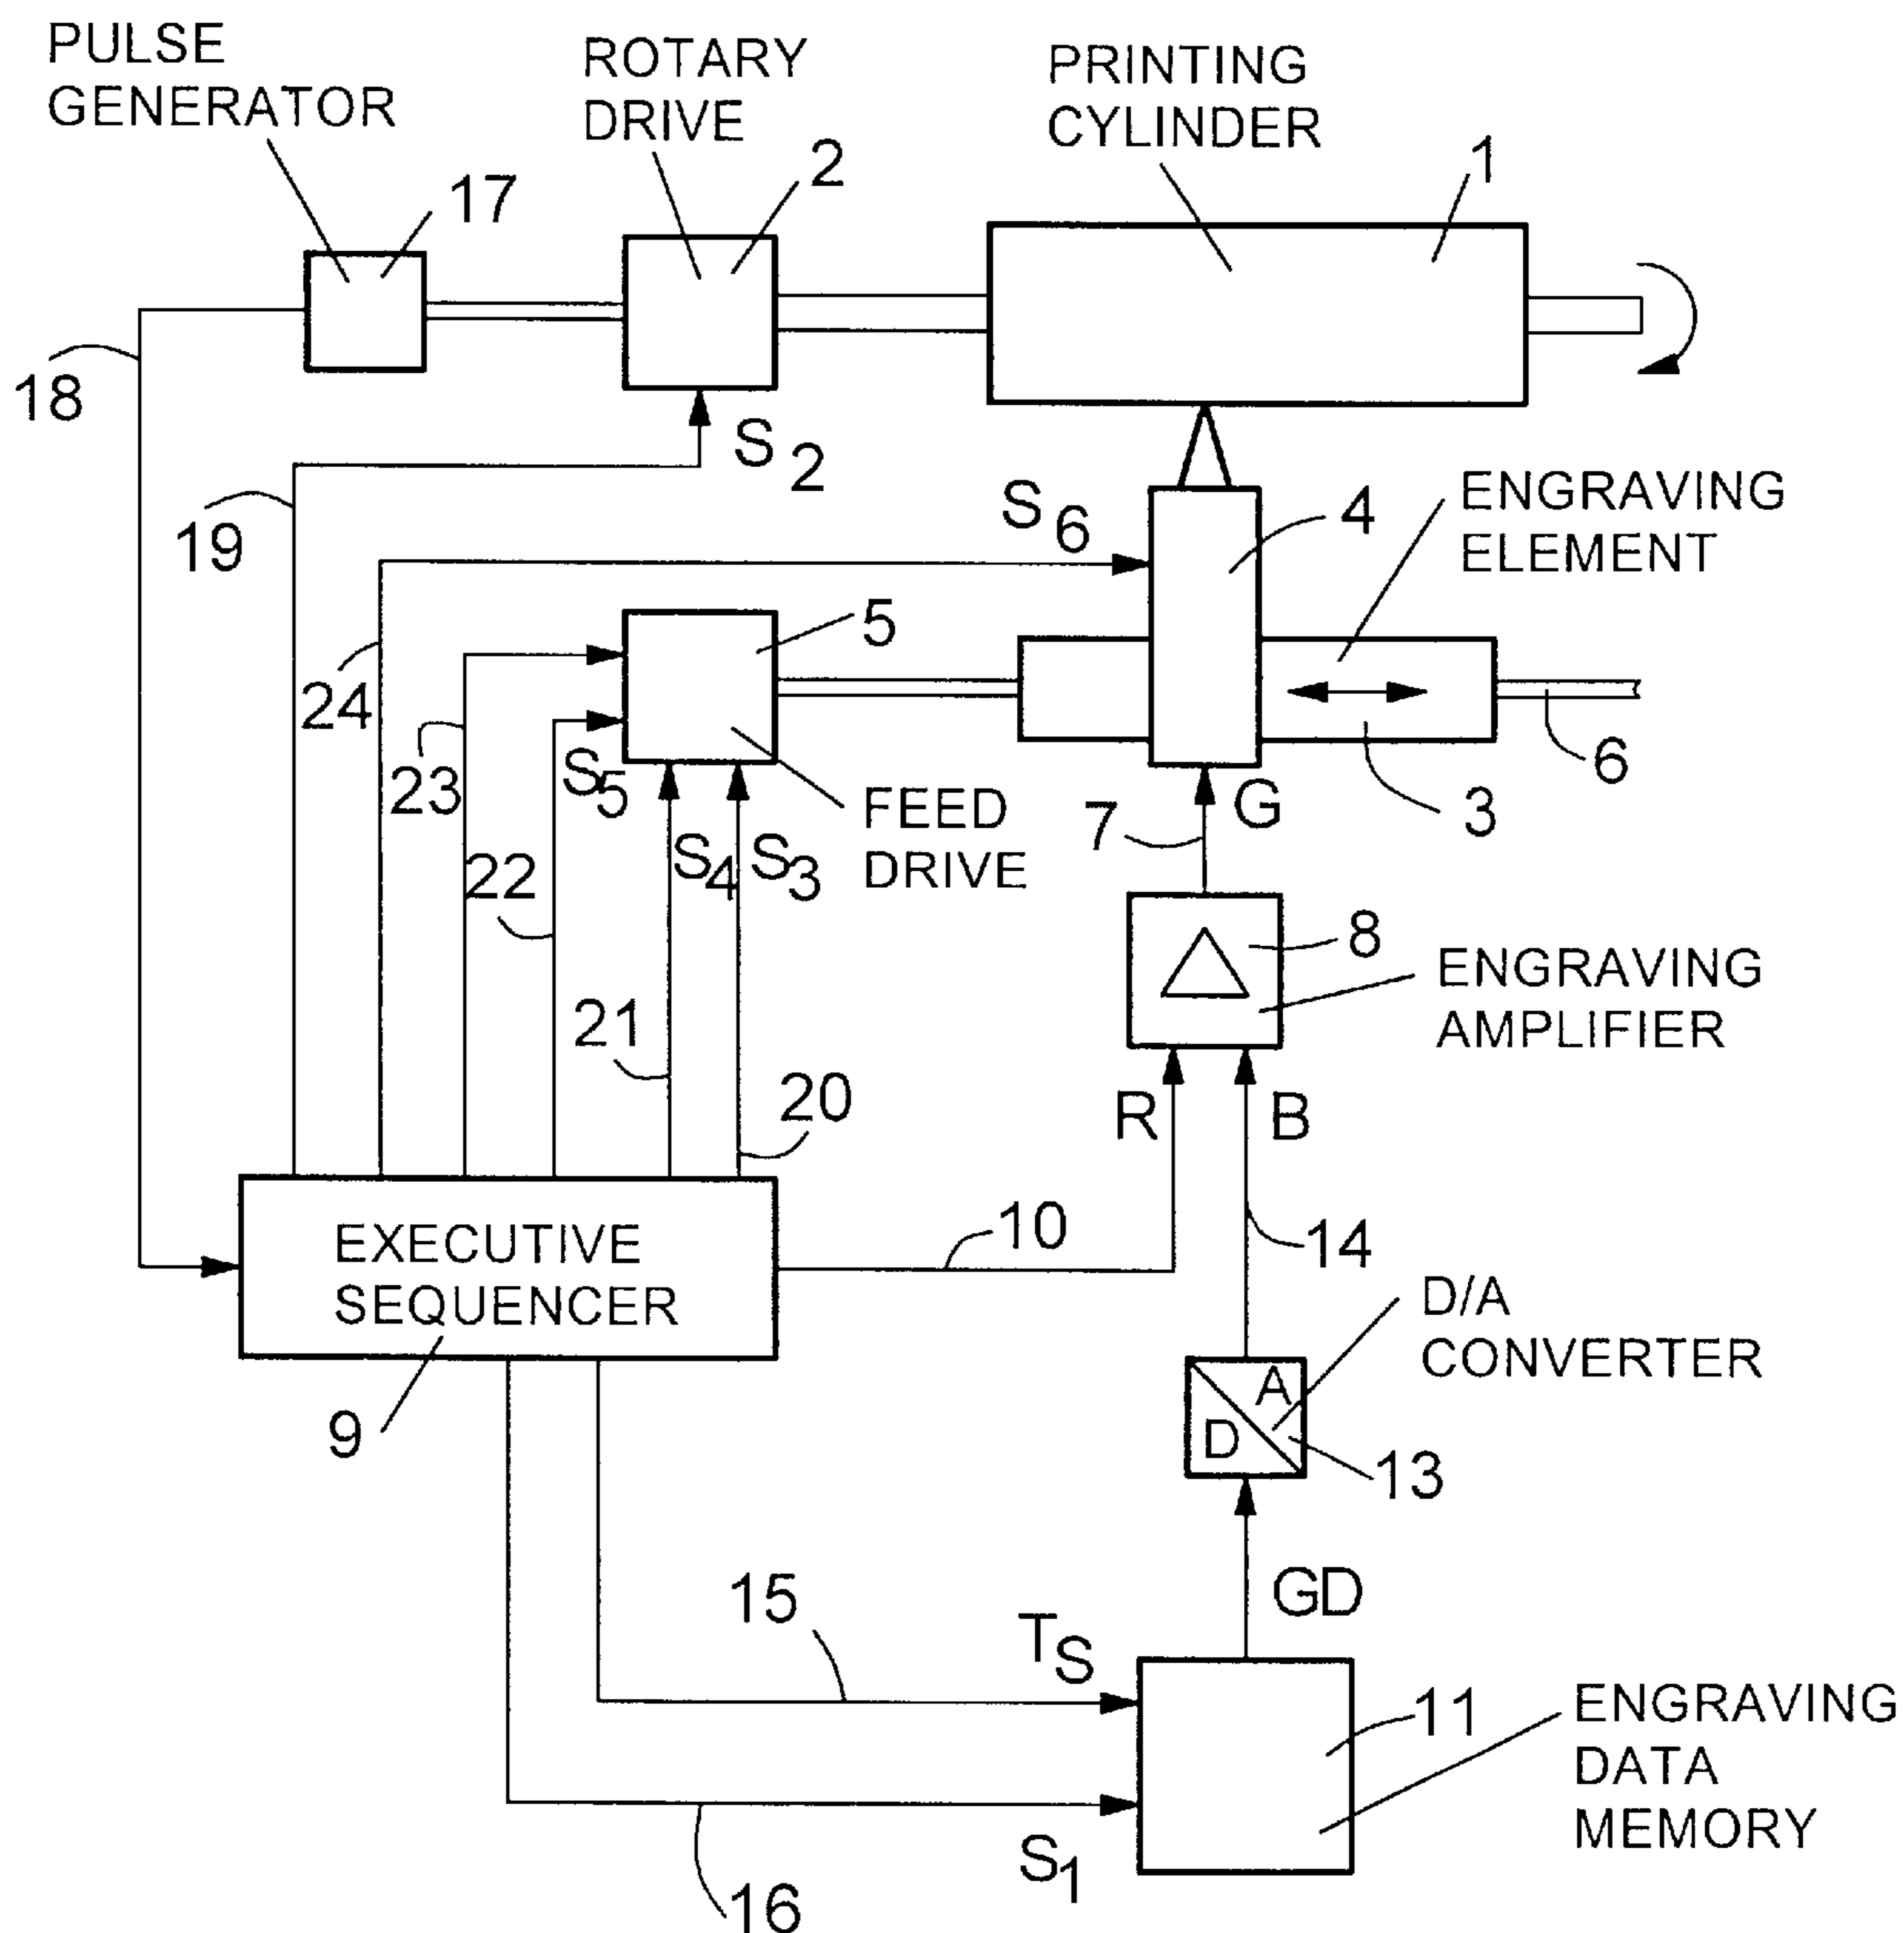 PULSE
GENERATOR
ROTARY
DRIVE
PRINTING
CYLINDER
17
2
1
18
S2
19
S6
4
ENGRAVING
ELEMENT
5
24
23
S5
6
3
FEED
DRIVE
G
7
22
S4
S3
8
ENGRAVING
AMPLIFIER
21
20
R
B
EXECUTIVE
SEQUENCER
10
14
D/A
CONVERTER
A
D
13
9
GD
15
TS
11
ENGRAVING
DATA
MEMORY
S1
16